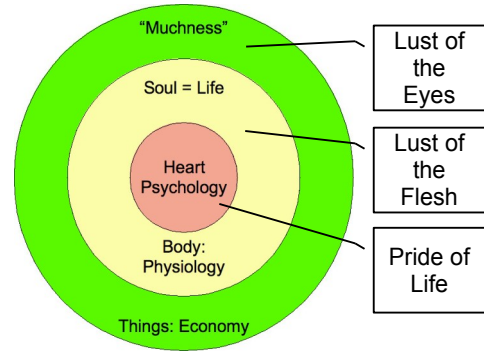 “Muchness”
Soul = Life
Heart
Psychology
Body:
Physiology
Things: Economy
Lust of
the
Eyes
Lust of
the
Flesh
Pride of
Life